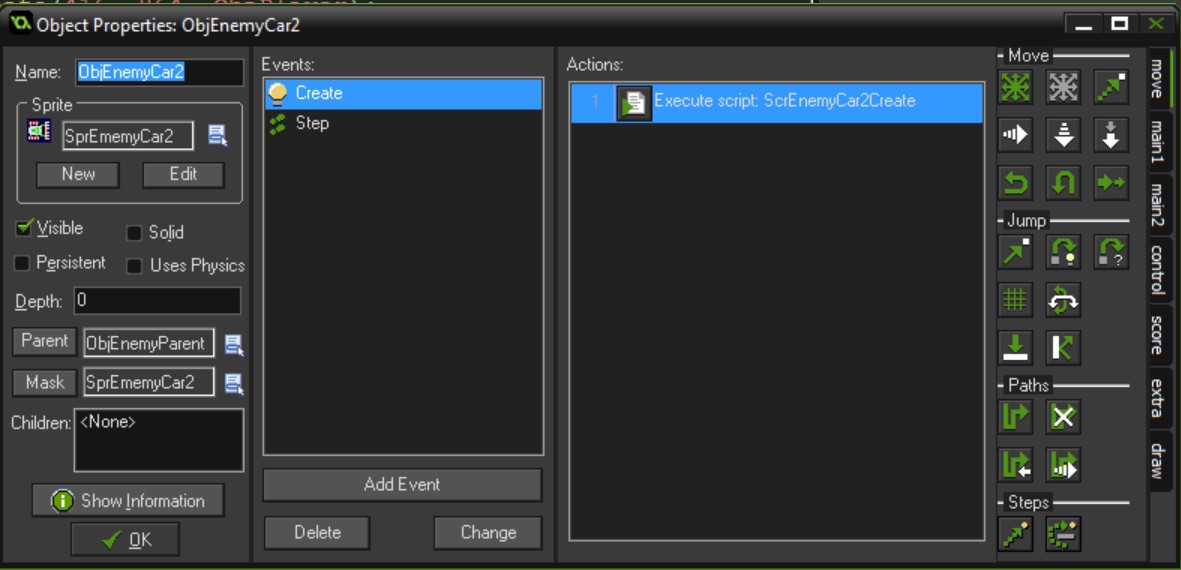 Object Properties: ObjEnemyCar2
Name: ObjEnemyCar2
Sprite
SprEmemyCar2
New Edit
Visible Solid
Persistent Uses Physics
Depth: 0
Parent ObjEnemyParent
Mask SprEmemyCar2
Children: <None>
Show Information
OK
Events:
Create
Step
Add Event
Delete Change
Actions:
1 Execute script: ScrEnemyCar2Create
Move
Jump
?
Paths
Steps
move
main1
main2
control
score
extra
draw